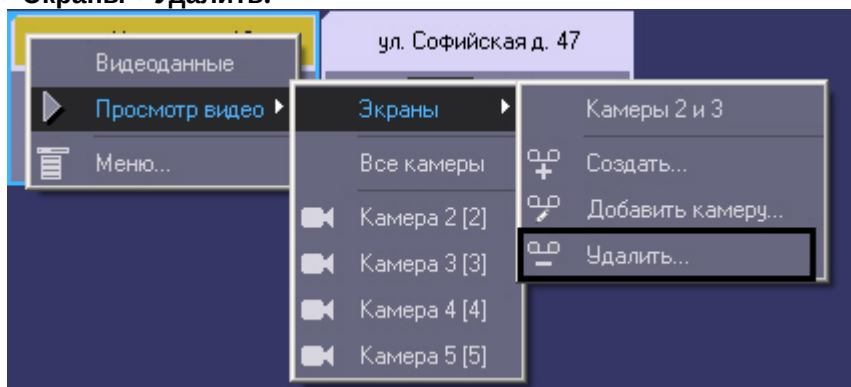 Экраны – Удалить.
ул. Софийская д. 47
Видеоданные
Просмотр видео
Меню...
Экраны
Все камеры
Камера 2 [2]
Камера 3 [3]
Камера 4 [4]
Камера 5 [5]
Камеры 2 и 3
Создать...
Добавить камеру...
Удалить...